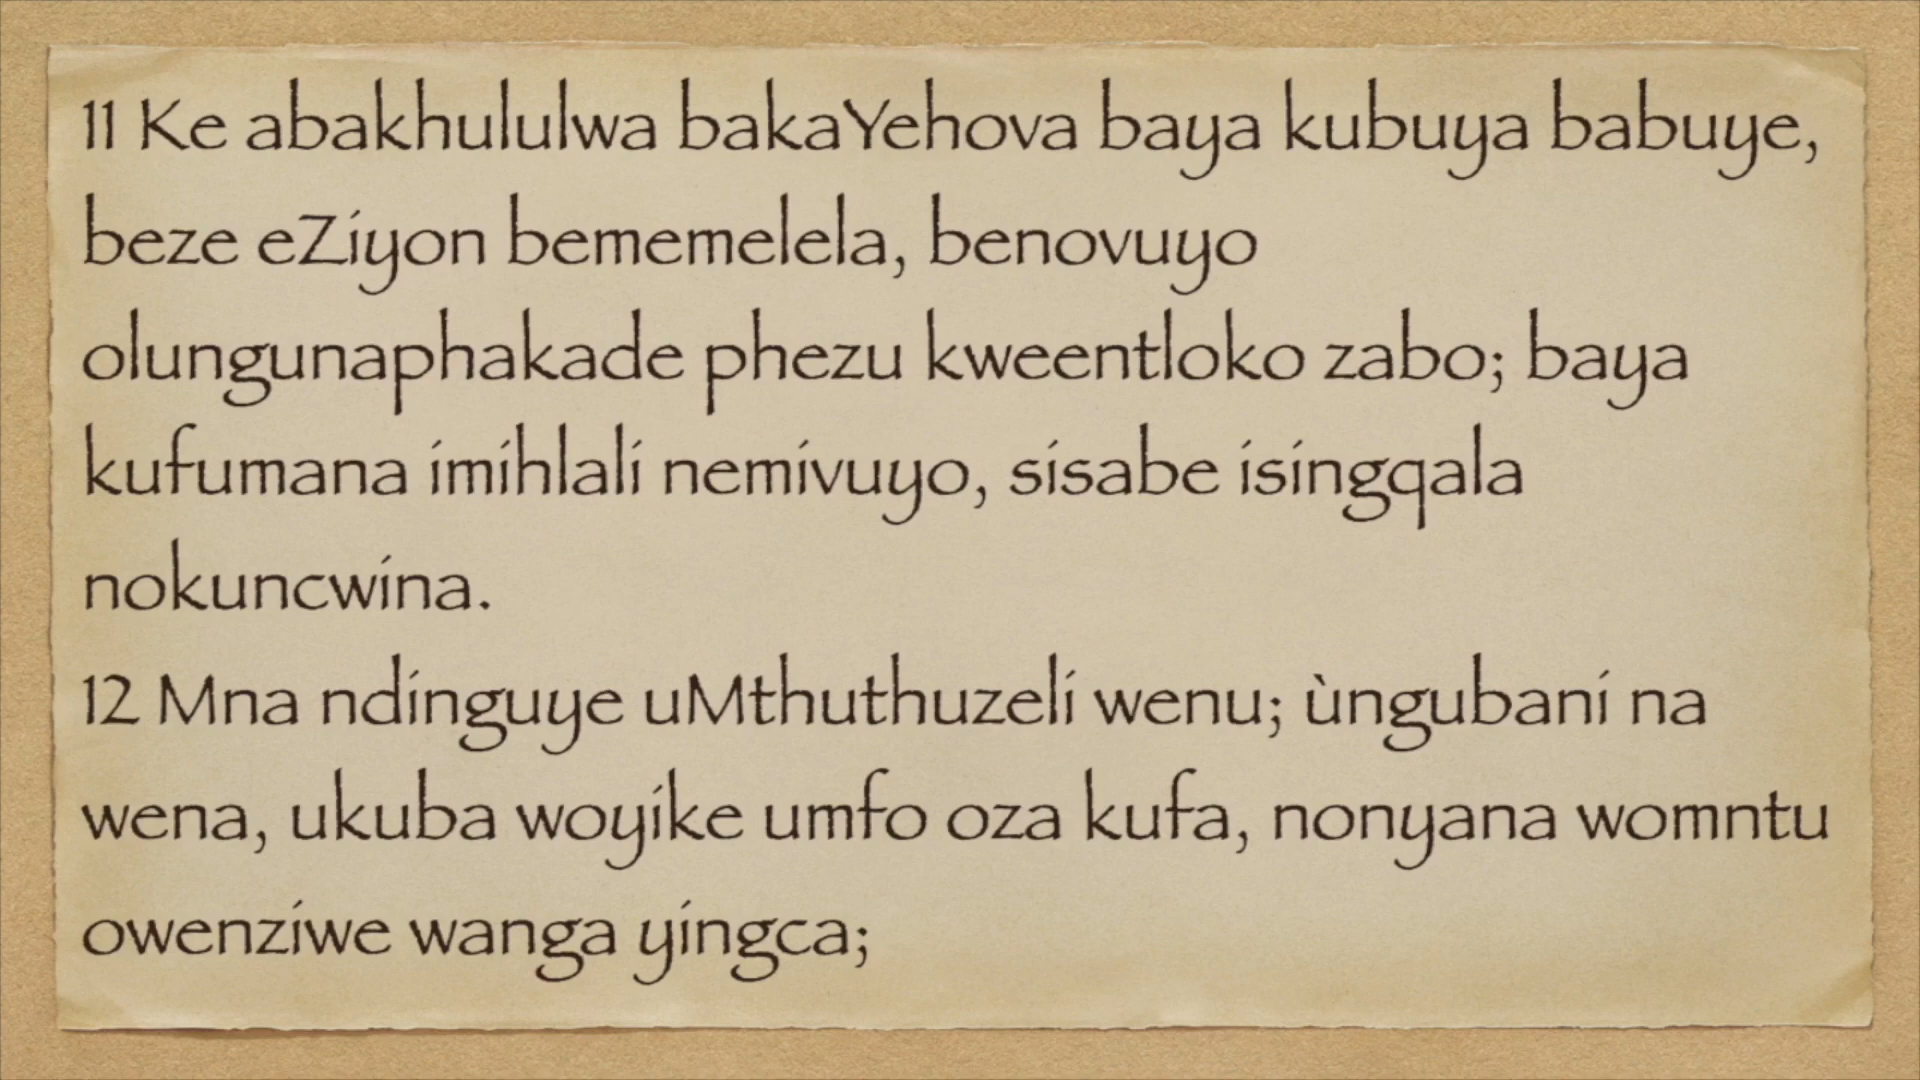 11 Ke abakhululwa bakaYehova baya kubuya babuye,
beze eZiyon bememelela, benovuyo
olungunaphakade phezu kweentloko zabo; baya
kufumana imihlali nemivuyo, sisabe isingqala
nokuncwina.
12 Mna ndinguye uMthuthuzeli wenu; ùngubani na
wena, ukuba woyike umfo oza kufa, nonyana womntu
owenziwe wanga yingca;